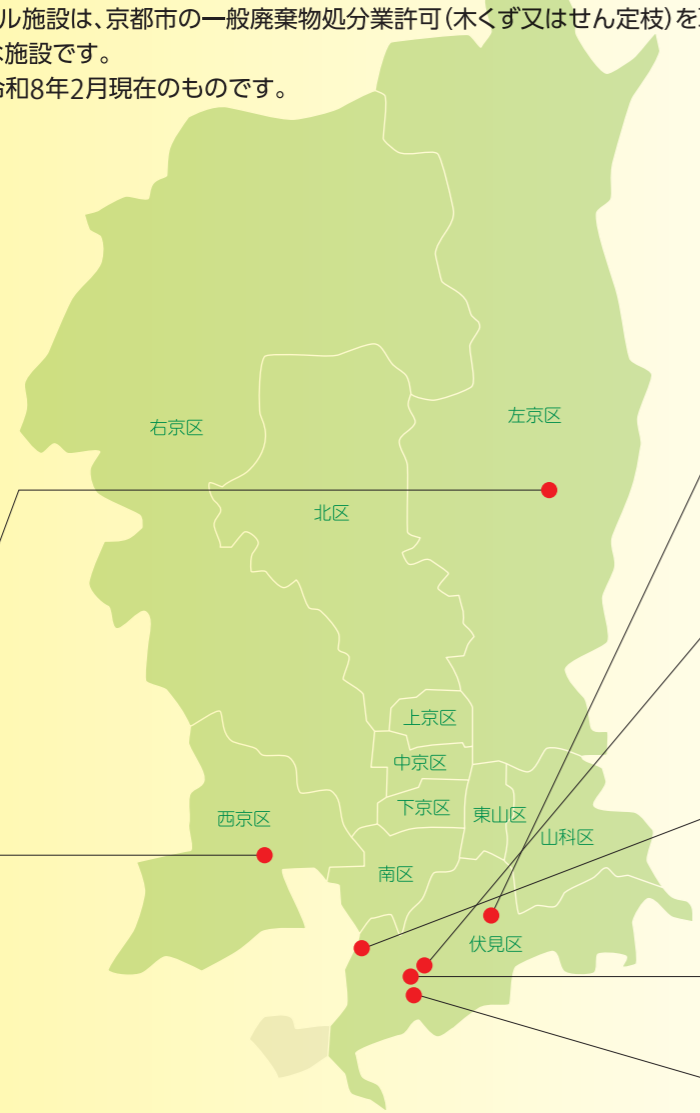 ル施設は、京都市の一般廃棄物処分業許可(木くず又はせん定枝)を
施設です。
和8年2月現在のものです。
右京区
左京区
北区
上京区
中京区
下京区
東山区
西京区
山科区
南区
伏見区